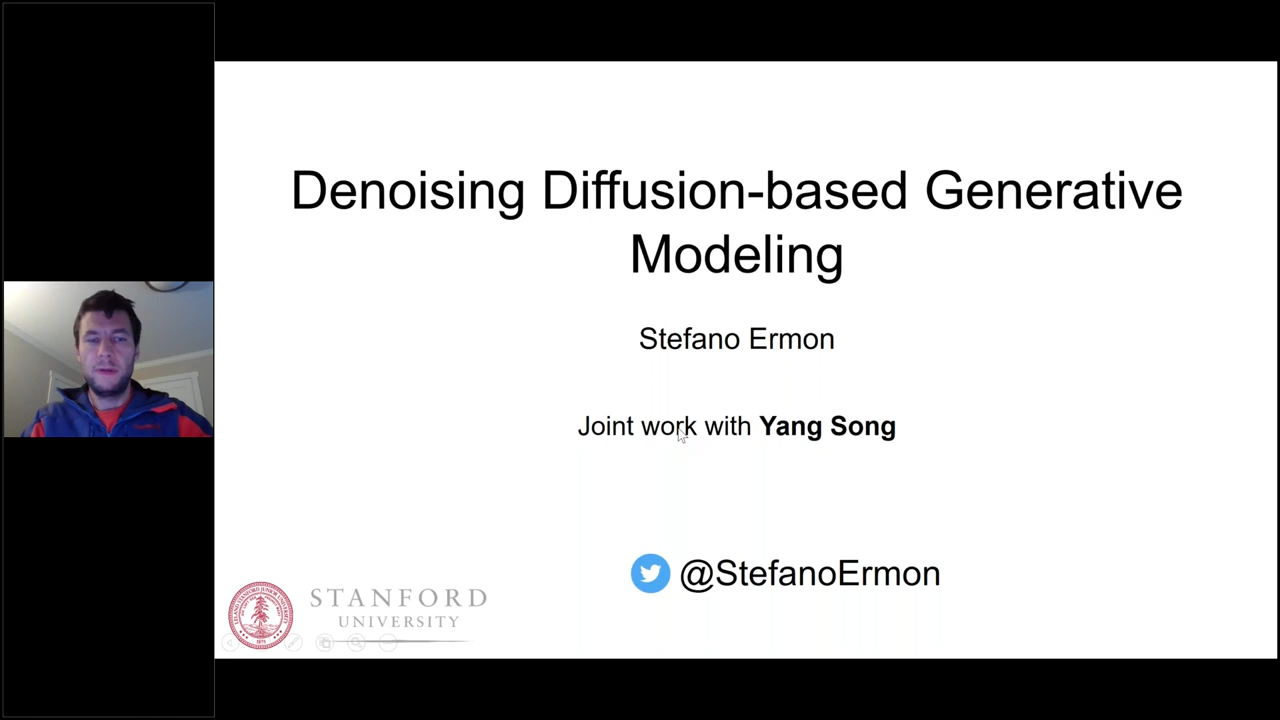 Denoising Diffusion-based Generative
Modeling
Stefano Ermon
Joint work with Yang Song
@StefanoErmon
STANFORD
UNIVERSITY